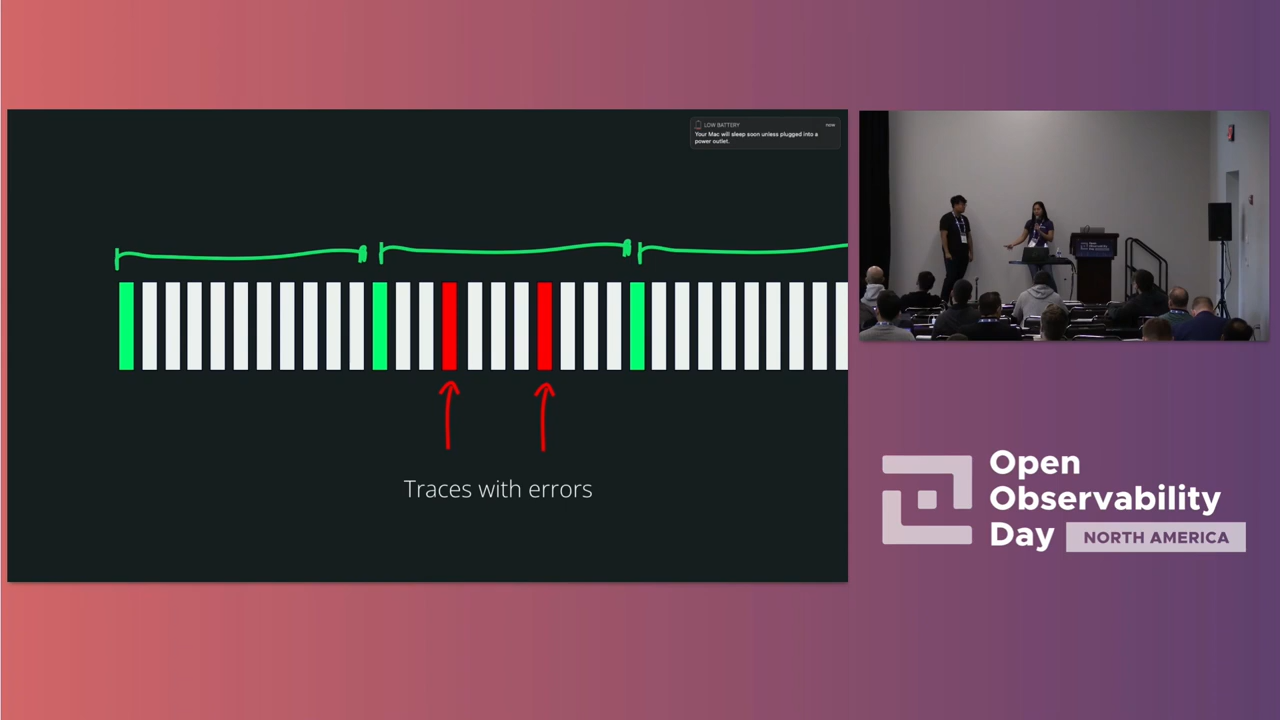 LOW BATTERY
now
Your Mac will sleep soon unless plugged into a
power outlet.
Traces with errors
Open
Observability
Day
NORTH AMERICA